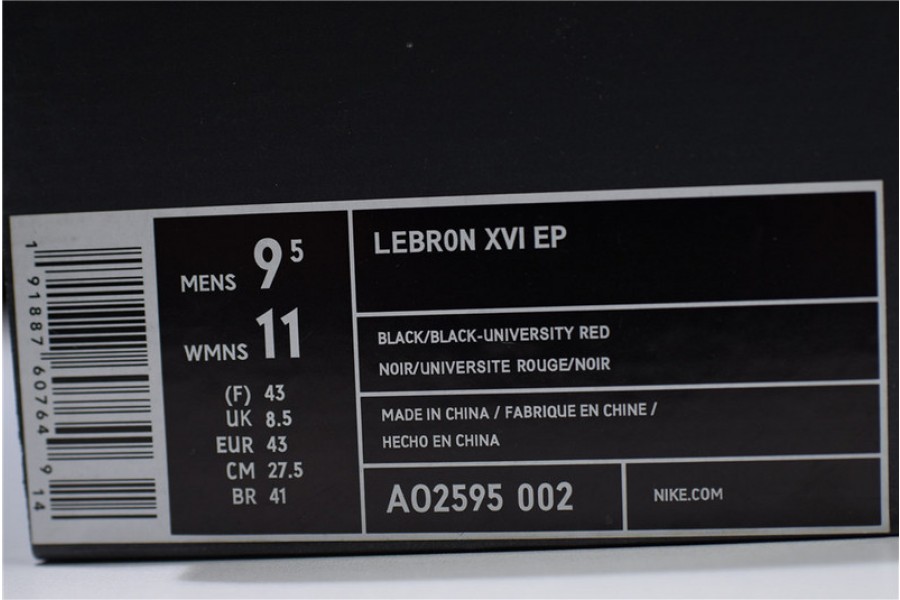 1 91887 60764 9 14
MENS 9.5
WMNS 11
(F) 43
UK 8.5
EUR 43
CM 27.5
BR 41
LEBRON XVI EP
BLACK/BLACK-UNIVERSITY RED
NOIR/UNIVERSITE ROUGE/NOIR
MADE IN CHINA / FABRIQUE EN CHINE /
HECHO EN CHINA
AO2595 002
NIKE.COM